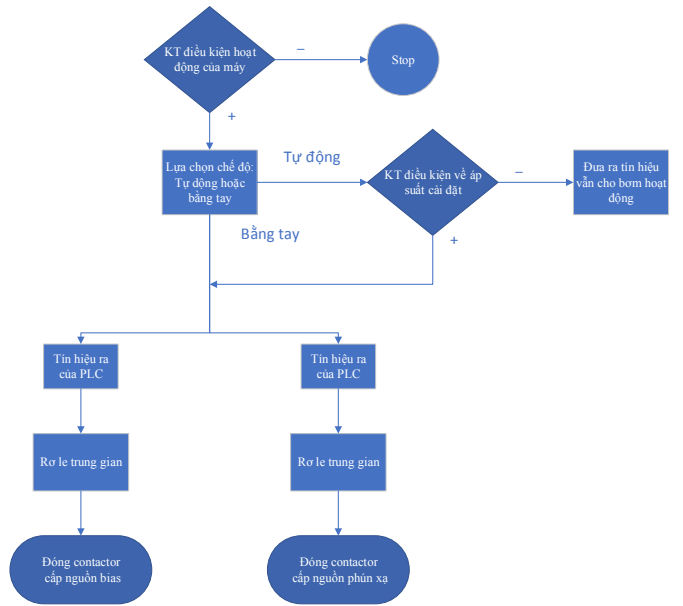 KT điều kiện hoạt
động của máy
–
Stop
+
Lựa chọn chế độ:
Tự động hoặc
bằng tay
Tự động
KT điều kiện về áp
suất cài đặt
–
Đưa ra tín hiệu
vẫn cho bơm hoạt
động
Bằng tay
+
Tín hiệu ra
của PLC
Tín hiệu ra
của PLC
Rơ le trung gian
Rơ le trung gian
Đóng contactor
cấp nguồn bias
Đóng contactor
cấp nguồn phún xạ